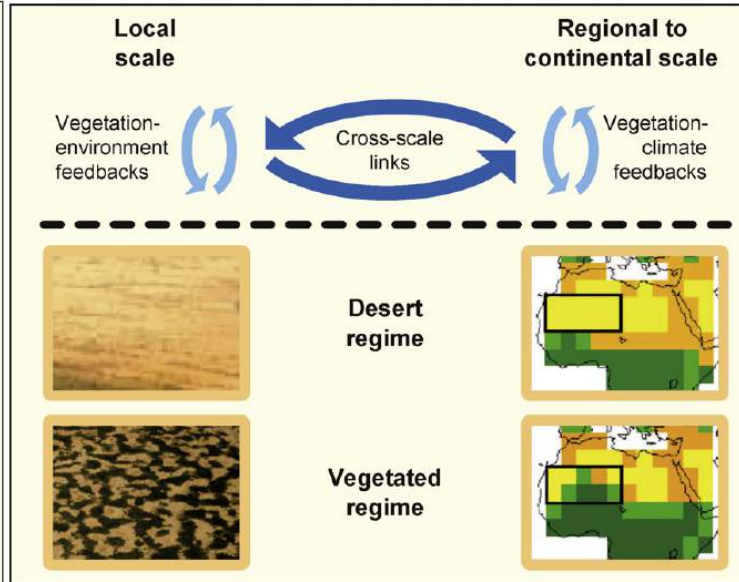 Local
scale
Regional to
continental scale
Vegetation-
environment
feedbacks
Cross-scale
links
Vegetation-
climate
feedbacks
Desert
regime
Vegetated
regime